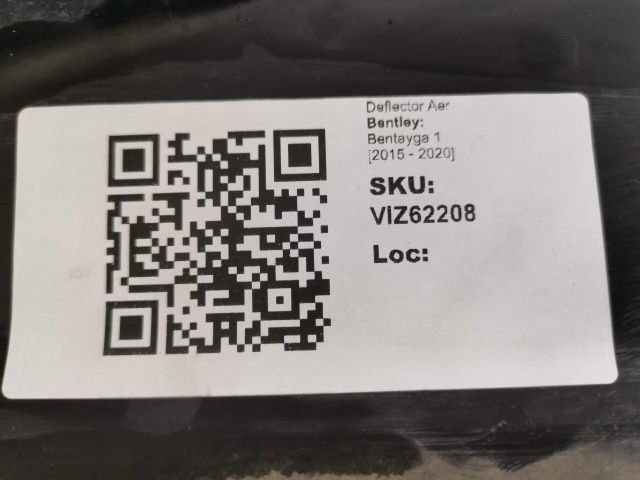 Deflector Aer
Bentley:
Bentayga 1
[2015 - 2020]
SKU:
VIZ62208
Loc: